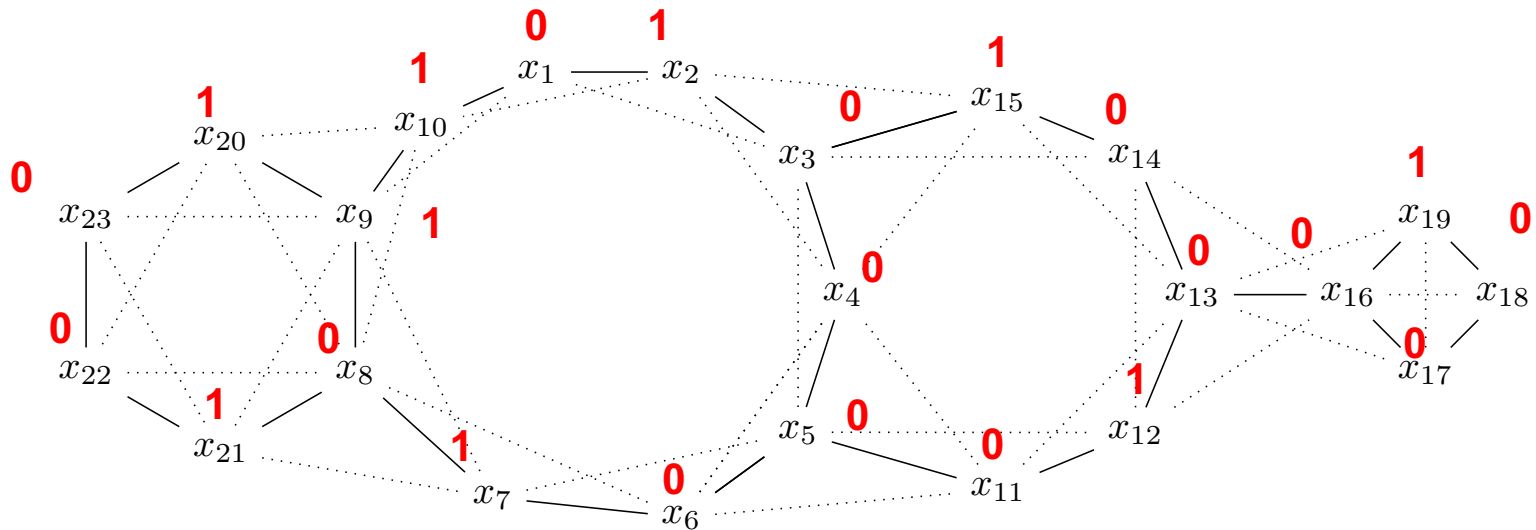 0 1
1 1
x₁ x₂
1 0 x₁₅ 0
x₂₀ x₁₀
0 x₃ x₁₄
1
x₂₃ x₉ 1 x₁₉ 0
0 0
0
x₄ x₁₃ x₁₆ x₁₈
0 0 0
x₂₂ x₈ x₁₇
1 1
0
x₂₁ 1 x₅ 0 x₁₂
0
x₇ 0 x₁₁
x₆